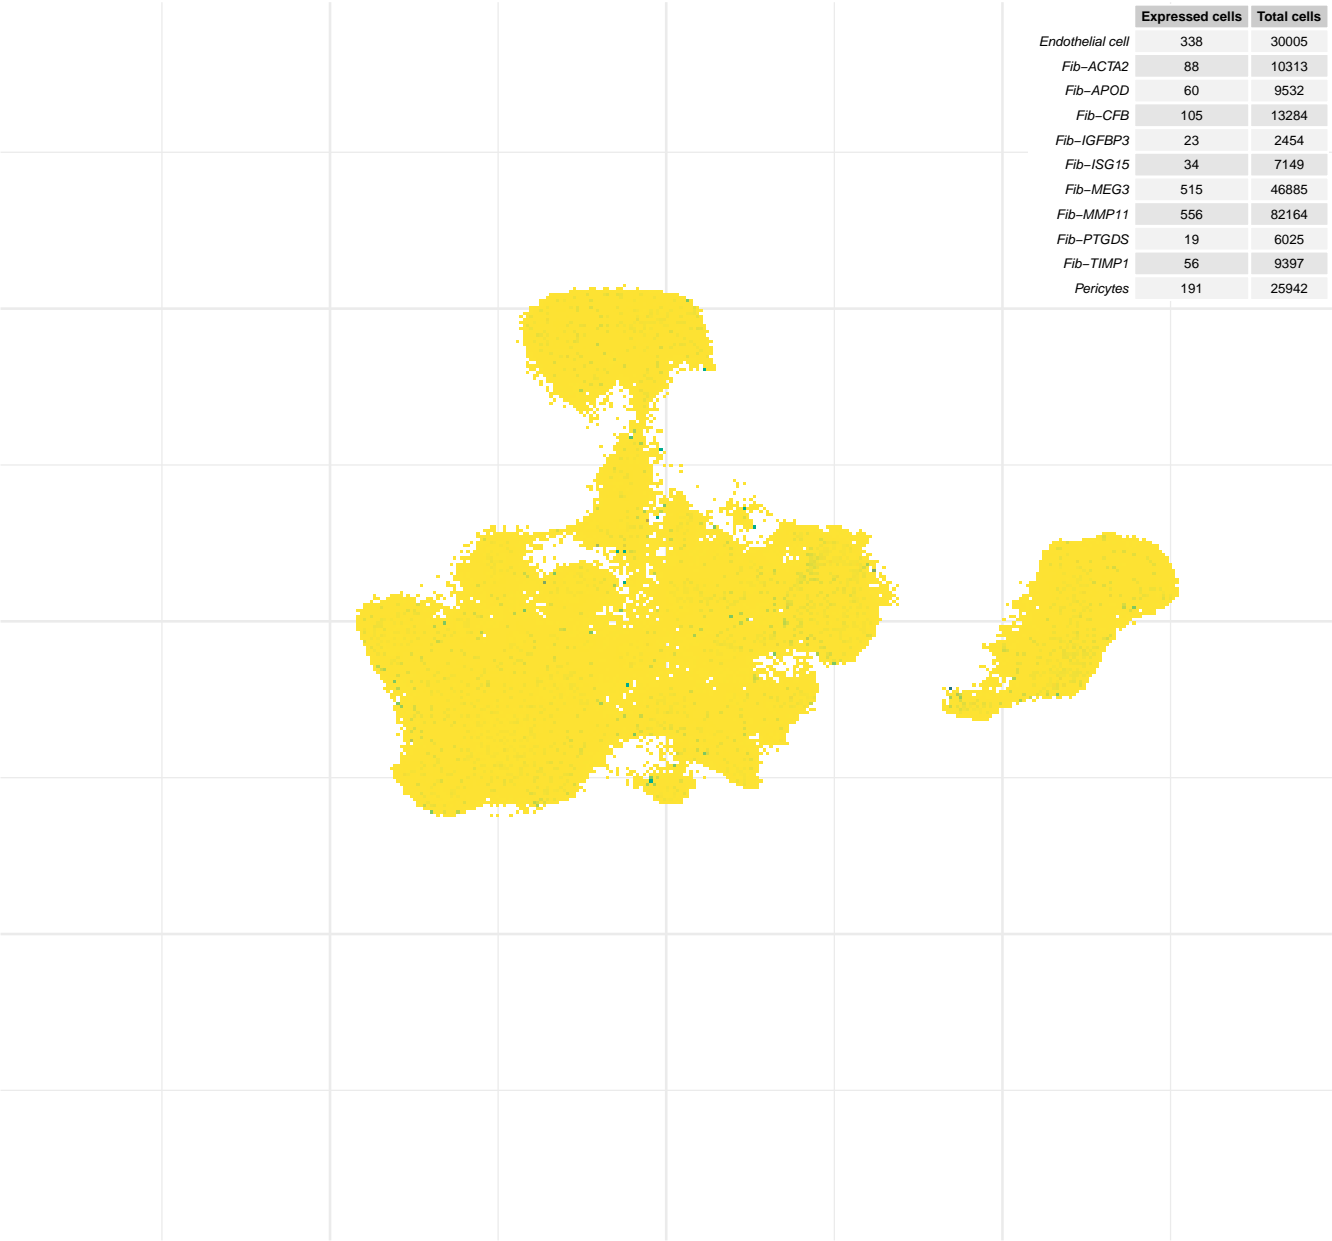 Expressed cells Total cells
Endothelial cell 338 30005
Fib−ACTA2 88 10313
Fib−APOD 60 9532
Fib−CFB 105 13284
Fib−IGFBP3 23 2454
Fib−ISG15 34 7149
Fib−MEG3 515 46885
Fib−MMP11 556 82164
Fib−PTGDS 19 6025
Fib−TIMP1 56 9397
Pericytes 191 25942